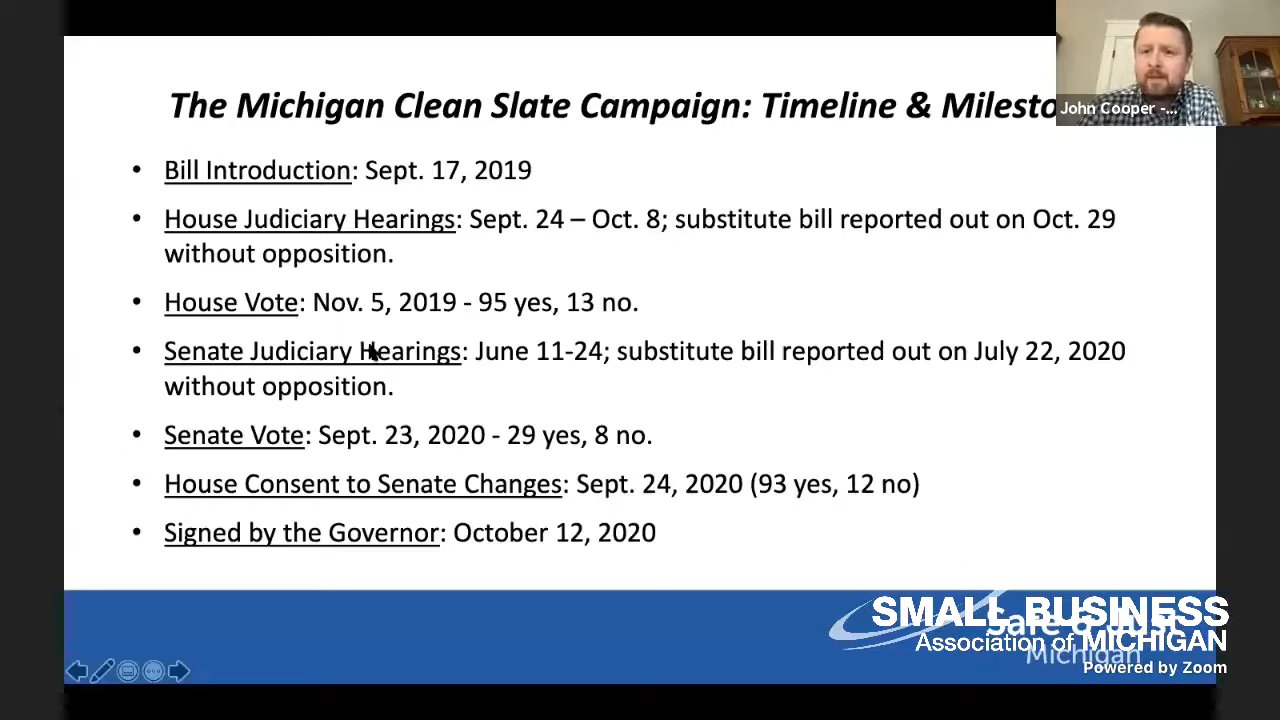 The Michigan Clean Slate Campaign: Timeline & Milesto
John Cooper -...
• Bill Introduction: Sept. 17, 2019
• House Judiciary Hearings: Sept. 24 – Oct. 8; substitute bill reported out on Oct. 29
without opposition.
• House Vote: Nov. 5, 2019 - 95 yes, 13 no.
• Senate Judiciary Hearings: June 11-24; substitute bill reported out on July 22, 2020
without opposition.
• Senate Vote: Sept. 23, 2020 - 29 yes, 8 no.
• House Consent to Senate Changes: Sept. 24, 2020 (93 yes, 12 no)
• Signed by the Governor: October 12, 2020
SMALL BUSINESS
Safe & Just
Association of MICHIGAN
Michigan
Powered by Zoom